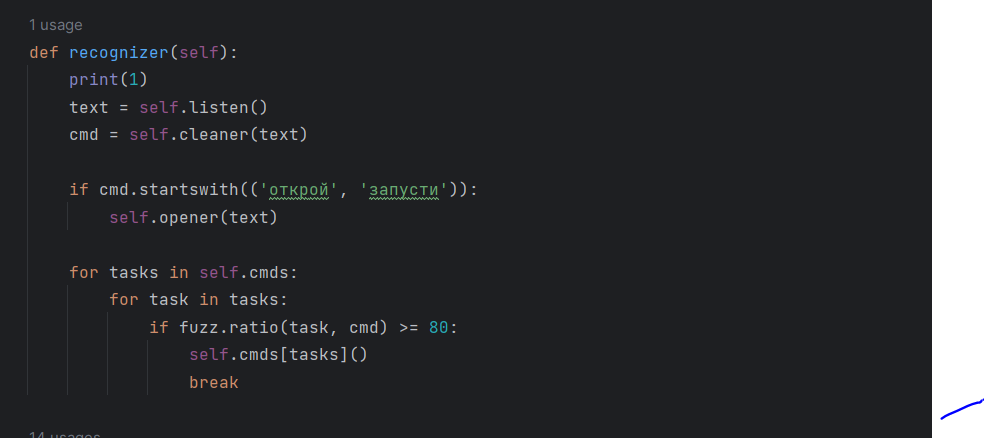 1 usage
def recognizer(self):
    print(1)
    text = self.listen()
    cmd = self.cleaner(text)
    if cmd.startswith(('открой', 'запусти')):
        self.opener(text)
    for tasks in self.cmds:
        for task in tasks:
            if fuzz.ratio(task, cmd) >= 80:
                self.cmds[tasks]()
                break
14 usages